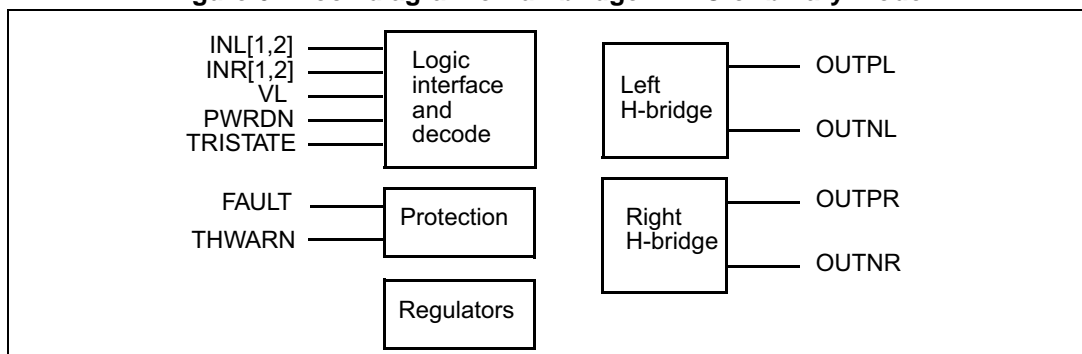 INL[1,2]
INR[1,2]
VL
PWRDN
TRISTATE
Logic
interface
and
decode
FAULT
THWARN
Protection
Regulators
Left
H-bridge
OUTPL
OUTNL
Right
H-bridge
OUTPR
OUTNR